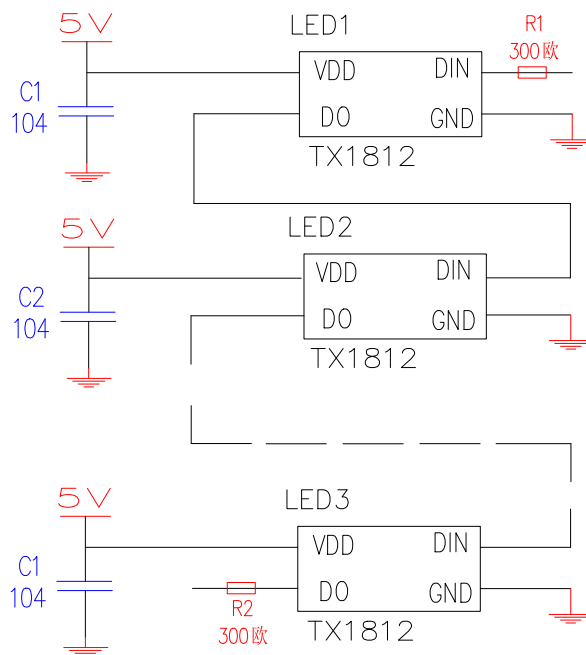 5V
LED1
R1
300欧
VDD
DIN
C1
104
DO
GND
TX1812
5V
LED2
VDD
DIN
C2
104
DO
GND
TX1812
5V
LED3
VDD
DIN
C1
104
DO
GND
R2
300欧
TX1812